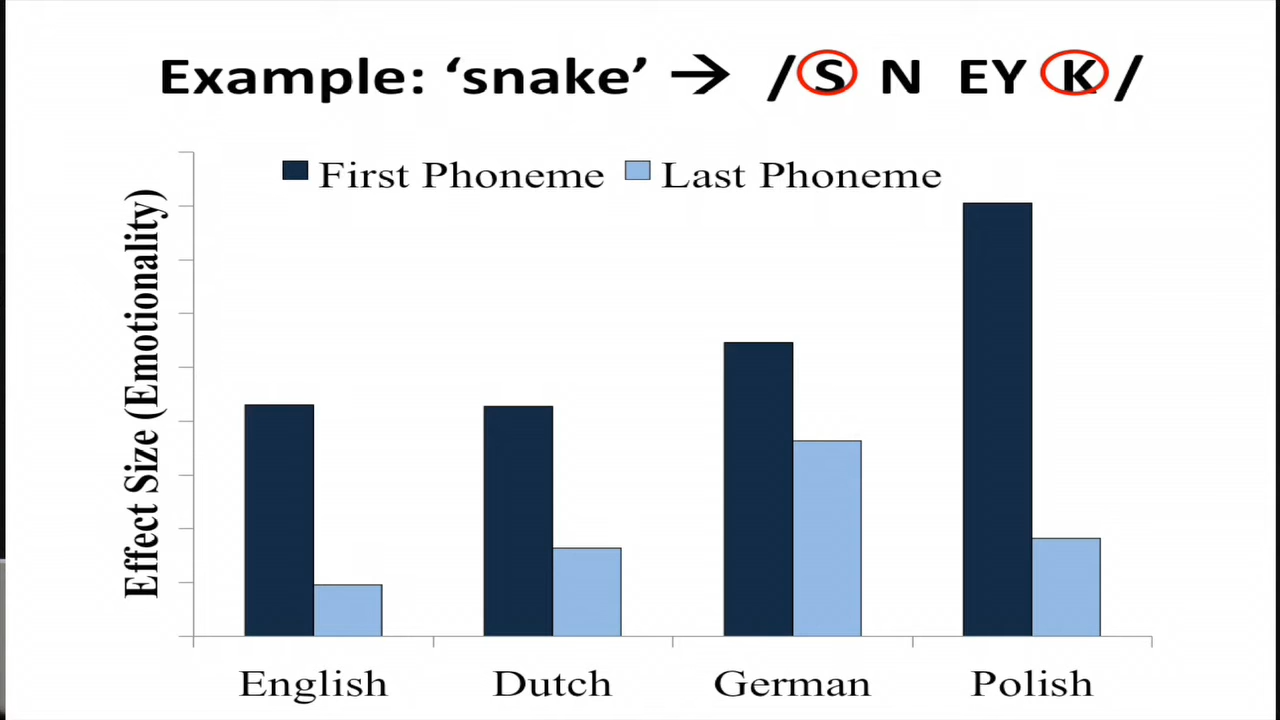 Example: ‘snake’ → /S N EY K/
First Phoneme Last Phoneme
Effect Size (Emotionality)
English Dutch German Polish